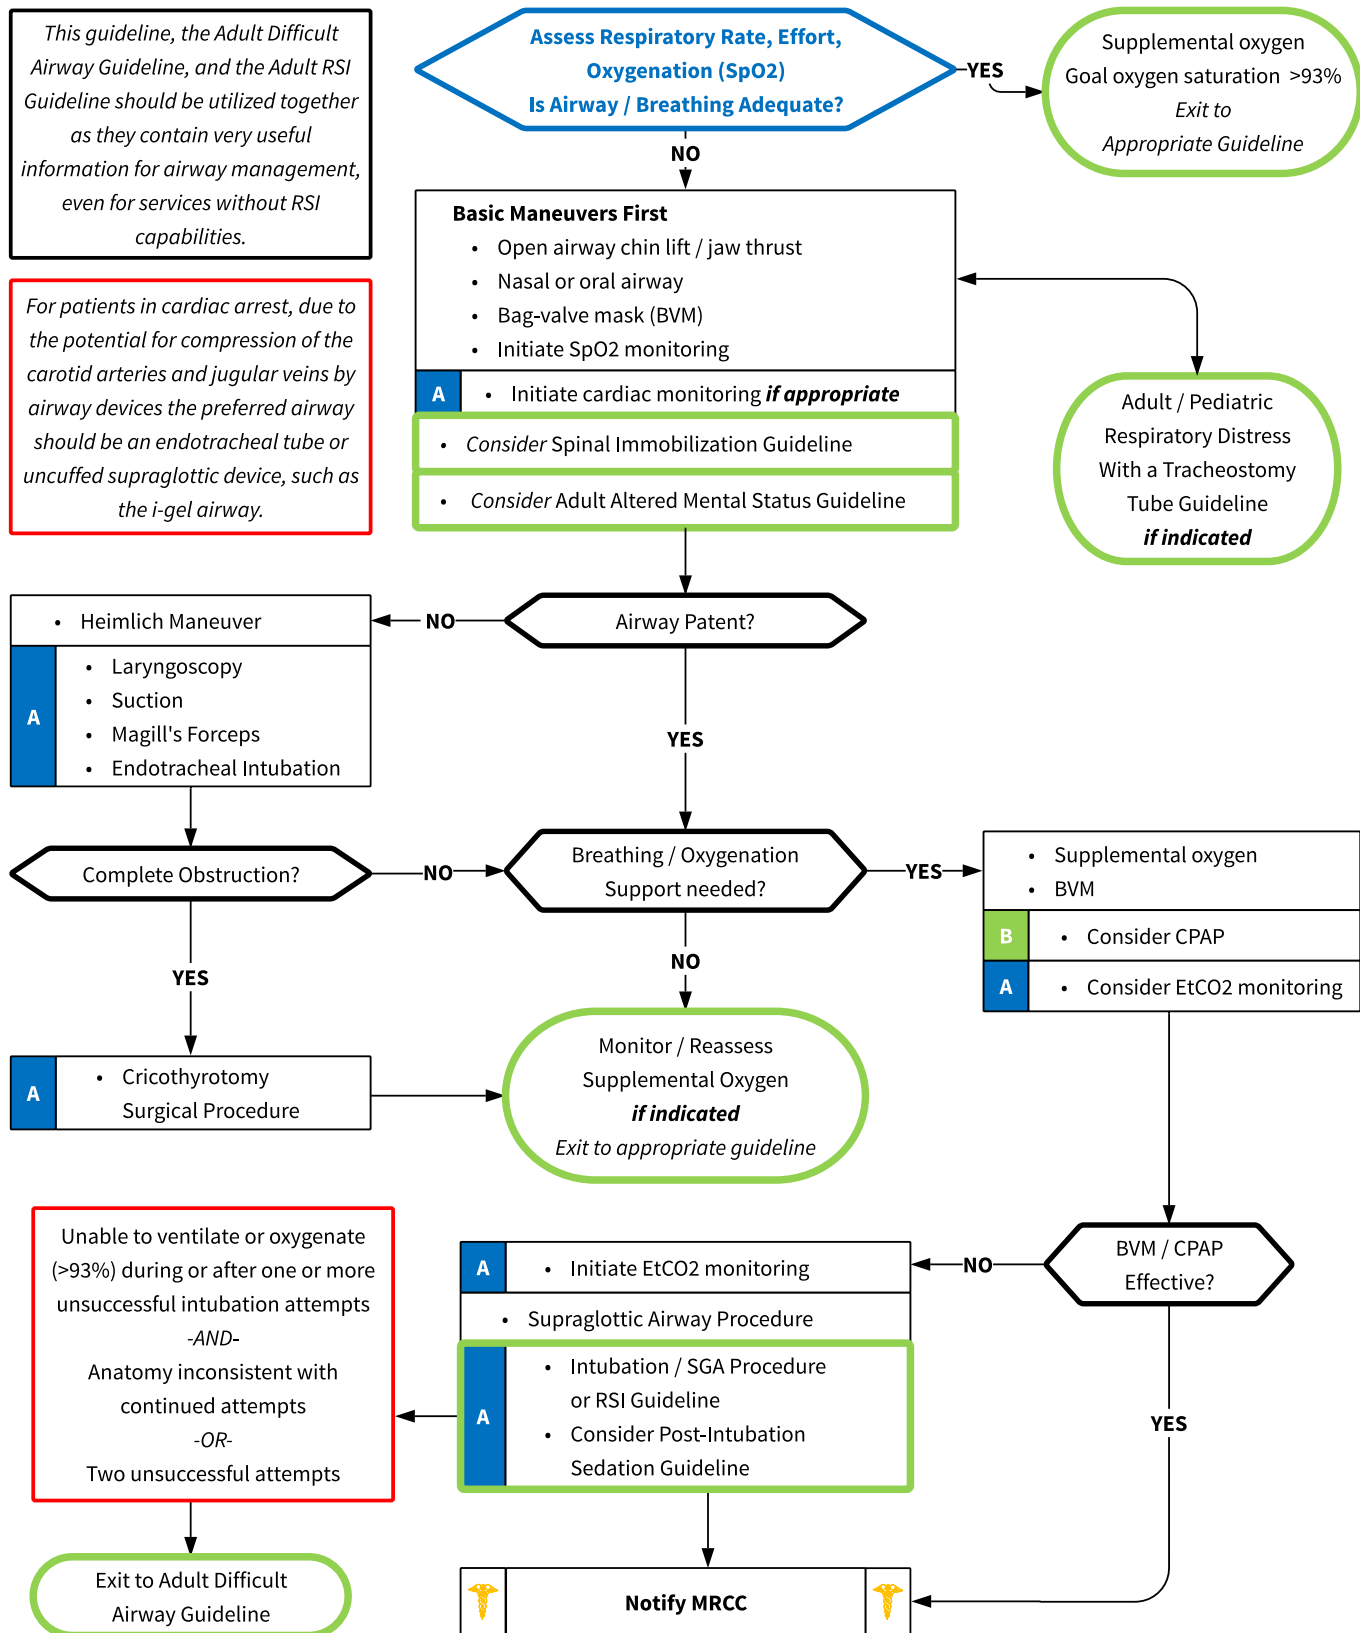 This guideline, the Adult Difficult
Airway Guideline, and the Adult RSI
Guideline should be utilized together
as they contain very useful
information for airway management,
even for services without RSI
capabilities.
Assess Respiratory Rate, Effort,
Oxygenation (SpO2)
Is Airway / Breathing Adequate?
YES
Supplemental oxygen
Goal oxygen saturation >93%
Exit to
Appropriate Guideline
NO
For patients in cardiac arrest, due to
the potential for compression of the
carotid arteries and jugular veins by
airway devices the preferred airway
should be an endotracheal tube or
uncuffed supraglottic device, such as
the i-gel airway.
Basic Maneuvers First
• Open airway chin lift / jaw thrust
• Nasal or oral airway
• Bag-valve mask (BVM)
• Initiate SpO2 monitoring
A • Initiate cardiac monitoring if appropriate
• Consider Spinal Immobilization Guideline
• Consider Adult Altered Mental Status Guideline
Adult / Pediatric
Respiratory Distress
With a Tracheostomy
Tube Guideline
if indicated
Airway Patent?
NO
• Heimlich Maneuver
A
• Laryngoscopy
• Suction
• Magill's Forceps
• Endotracheal Intubation
YES
Complete Obstruction?
NO
Breathing / Oxygenation
Support needed?
YES
• Supplemental oxygen
• BVM
B • Consider CPAP
A • Consider EtCO2 monitoring
YES
NO
A
• Cricothyrotomy
Surgical Procedure
Monitor / Reassess
Supplemental Oxygen
if indicated
Exit to appropriate guideline
BVM / CPAP
Effective?
NO
A • Initiate EtCO2 monitoring
• Supraglottic Airway Procedure
A
• Intubation / SGA Procedure
or RSI Guideline
• Consider Post-Intubation
Sedation Guideline
Unable to ventilate or oxygenate
(>93%) during or after one or more
unsuccessful intubation attempts
-AND-
Anatomy inconsistent with
continued attempts
-OR-
Two unsuccessful attempts
YES
Exit to Adult Difficult
Airway Guideline
Notify MRCC